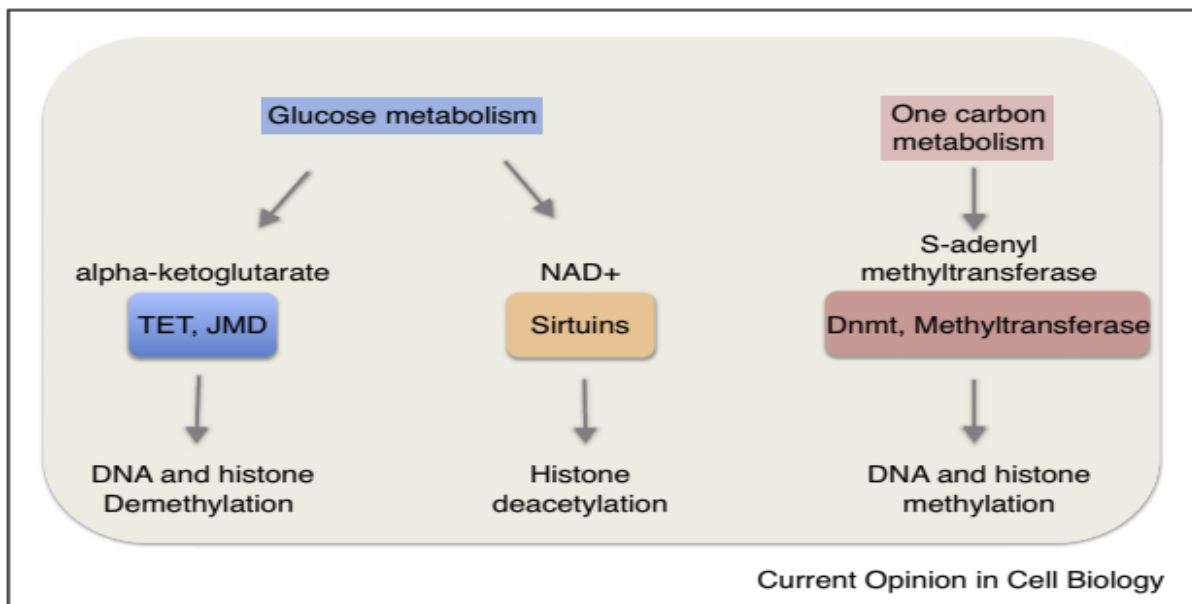 Glucose metabolism
One carbon
metabolism
alpha-ketoglutarate
NAD+
S-adenyl
methyltransferase
TET, JMD
Sirtuins
Dnmt, Methyltransferase
DNA and histone
Demethylation
Histone
deacetylation
DNA and histone
methylation
Current Opinion in Cell Biology